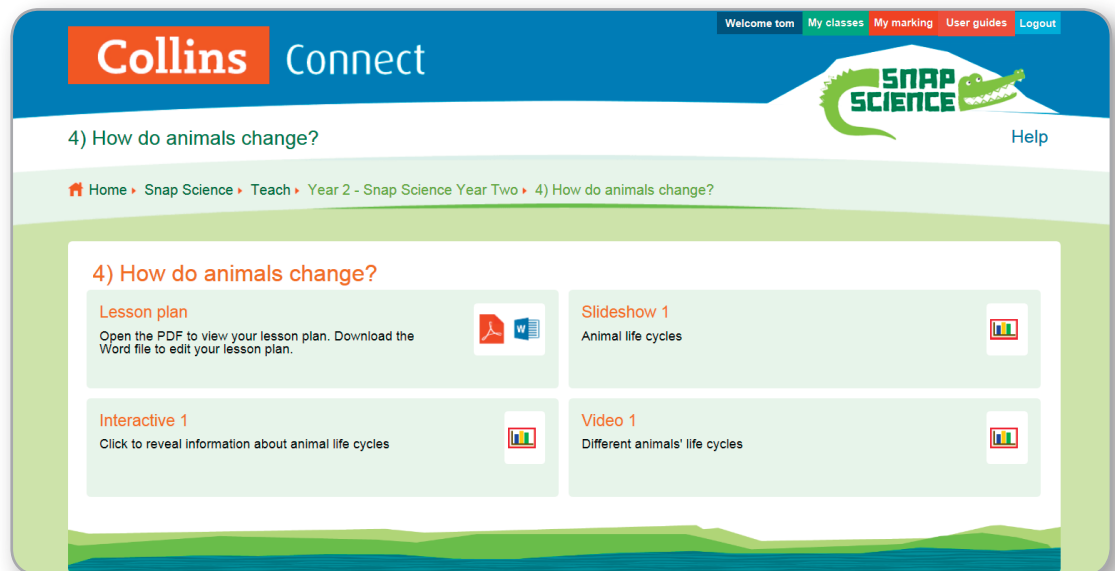 Welcome tom My classes My marking User guides Logout
Collins Connect
SNAP
SCIENCE
4) How do animals change?
Help
Home Snap Science Teach Year 2 - Snap Science Year Two 4) How do animals change?
4) How do animals change?
Lesson plan
Open the PDF to view your lesson plan. Download the
Word file to edit your lesson plan.
W
Slideshow 1
Animal life cycles
Interactive 1
Click to reveal information about animal life cycles
Video 1
Different animals' life cycles